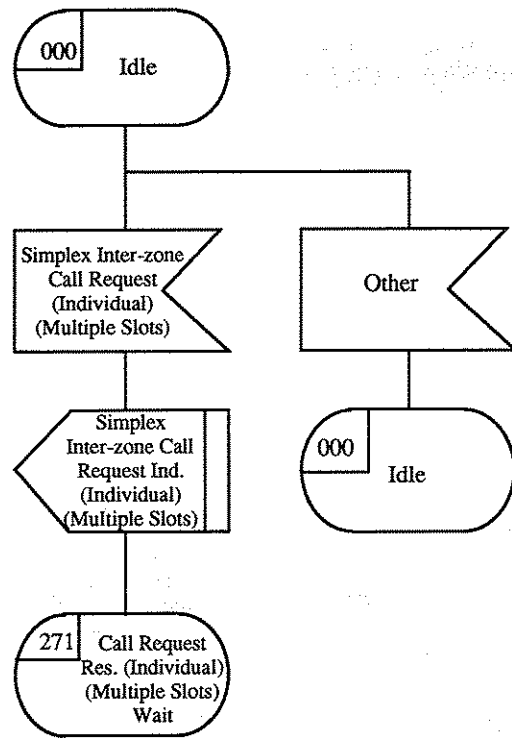 000
Idle
Simplex Inter-zone
Call Request
(Individual)
(Multiple Slots)
Other
Simplex
Inter-zone Call
Request Ind.
(Individual)
(Multiple Slots)
000
Idle
271
Call Request
Res. (Individual)
(Multiple Slots)
Wait